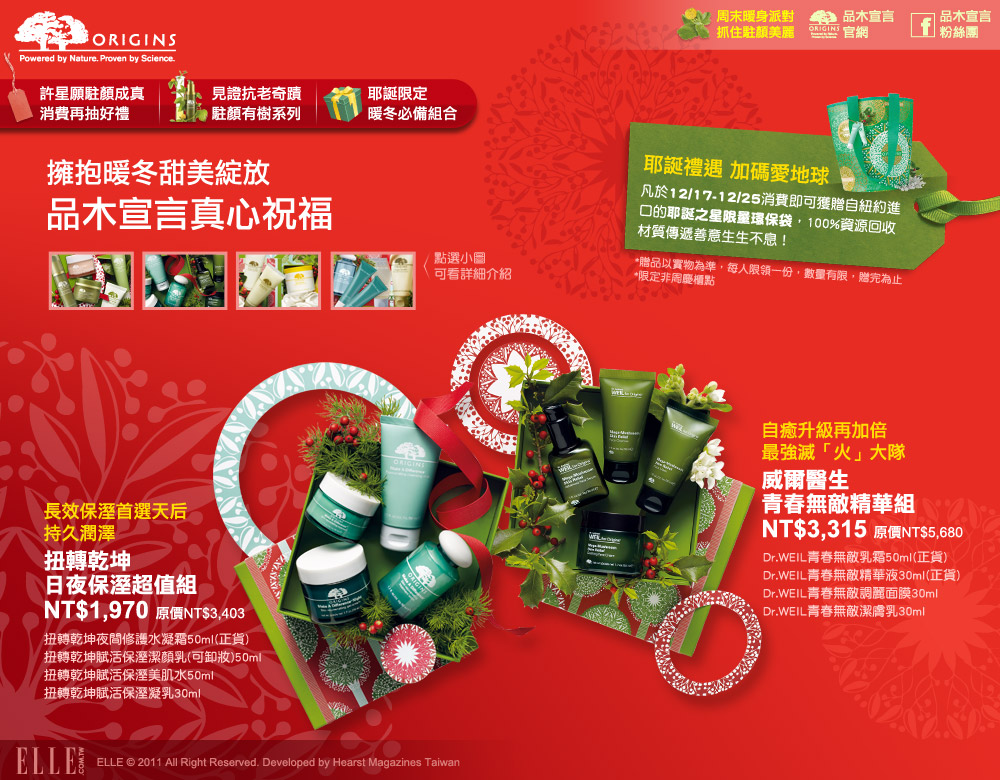 ORIGINS
Powered by Nature. Proven by Science.
周末暖身派對
抓住駐顏美麗
ORIGINS
品木宣言
官網
品木宣言
粉絲團
許星願駐顏成真
消費再抽好禮
見證抗老奇蹟
駐顏有樹系列
耶誕限定
暖冬必備組合
擁抱暖冬甜美綻放
品木宣言真心祝福
點選小圖
可看詳細介紹
耶誕禮遇 加碼愛地球
凡於12/17-12/25消費即可獲贈自紐約進
口的耶誕之星限量環保袋，100%資源回收
材質傳遞善意生生不息！
*贈品以實物為準，每人限領一份，數量有限，贈完為止
*限定非周慶櫃點
自癒升級再加倍
最強滅「火」大隊
威爾醫生
青春無敵精華組
NT$3,315 原價NT$5,680
Dr.WEIL青春無敵乳霜50ml(正貨)
Dr.WEIL青春無敵精華液30ml(正貨)
Dr.WEIL青春無敵調理面膜30ml
Dr.WEIL青春無敵潔膚乳30ml
長效保溼首選天后
持久潤澤
扭轉乾坤
日夜保溼超值組
NT$1,970 原價NT$3,403
扭轉乾坤夜間修護水凝霜50ml(正貨)
扭轉乾坤賦活保溼潔顏乳(可卸妝)50ml
扭轉乾坤賦活保溼美肌水50ml
扭轉乾坤賦活保溼凝乳30ml
ORIGINS
ELLE.COM.TW
ELLE © 2011 All Right Reserved. Developed by Hearst Magazines Taiwan